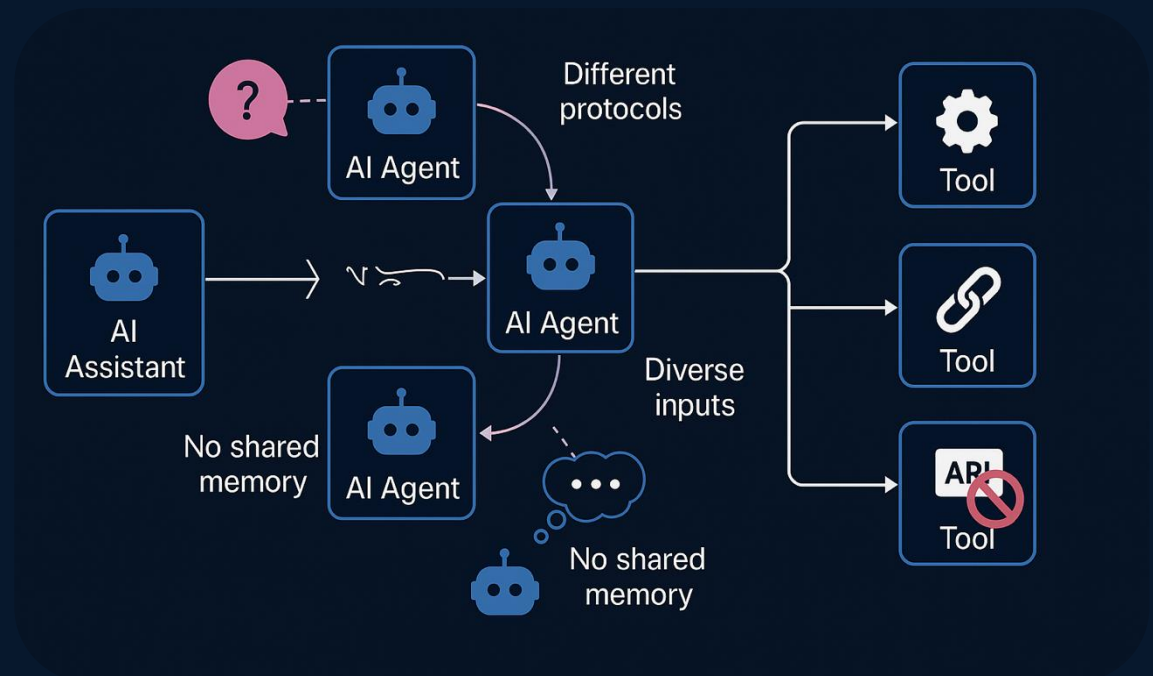 ?
Different
protocols
AI Agent
Tool
AI Agent
AI
Assistant
Tool
Diverse
inputs
No shared
memory
AI Agent
Tool
No shared
memory